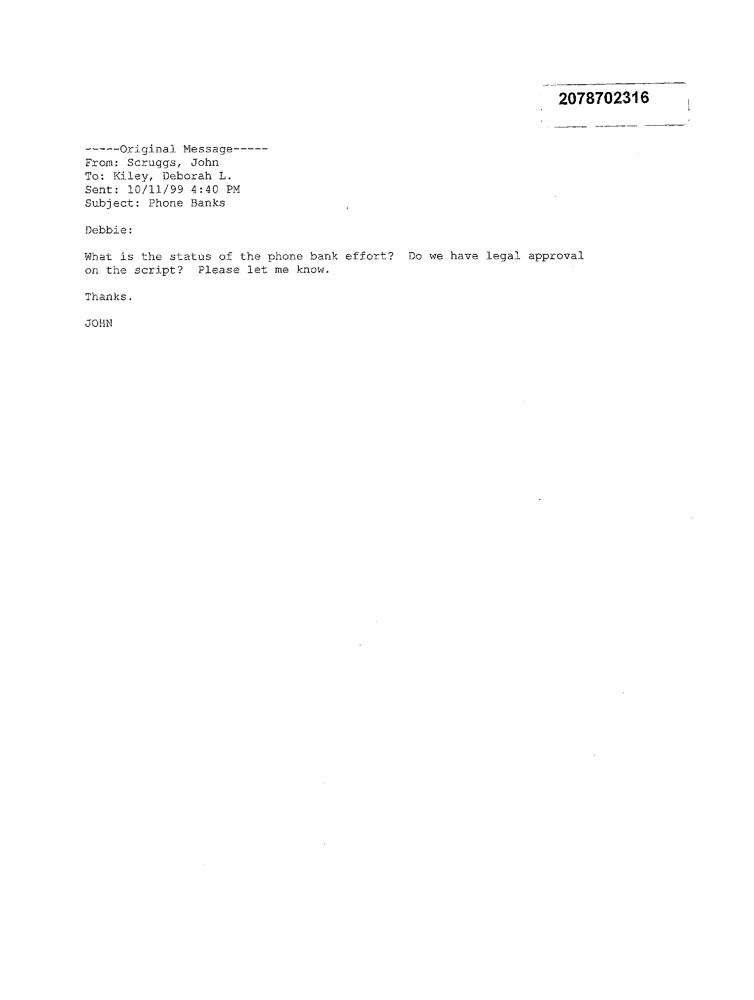 2078702316
-----Original Message-----
From: Scruggs, John
To: Kiley, Deborah L.
Sent: 10/11/99 4:40 PM
Subject: Phone Banks
Debbie:
What is the status of the phone bank effort?  Do we have legal approval
on the script?  Please let me know.
Thanks.
JOHN